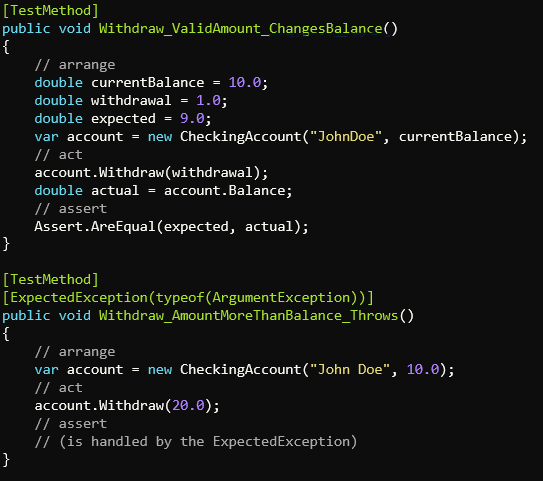 [TestMethod]
public void Withdraw_ValidAmount_ChangesBalance()
{
    // arrange
    double currentBalance = 10.0;
    double withdrawal = 1.0;
    double expected = 9.0;
    var account = new CheckingAccount("JohnDoe", currentBalance);
    // act
    account.Withdraw(withdrawal);
    double actual = account.Balance;
    // assert
    Assert.AreEqual(expected, actual);
}

[TestMethod]
[ExpectedException(typeof(ArgumentException))]
public void Withdraw_AmountMoreThanBalance_Throws()
{
    // arrange
    var account = new CheckingAccount("John Doe", 10.0);
    // act
    account.Withdraw(20.0);
    // assert
    // (is handled by the ExpectedException)
}